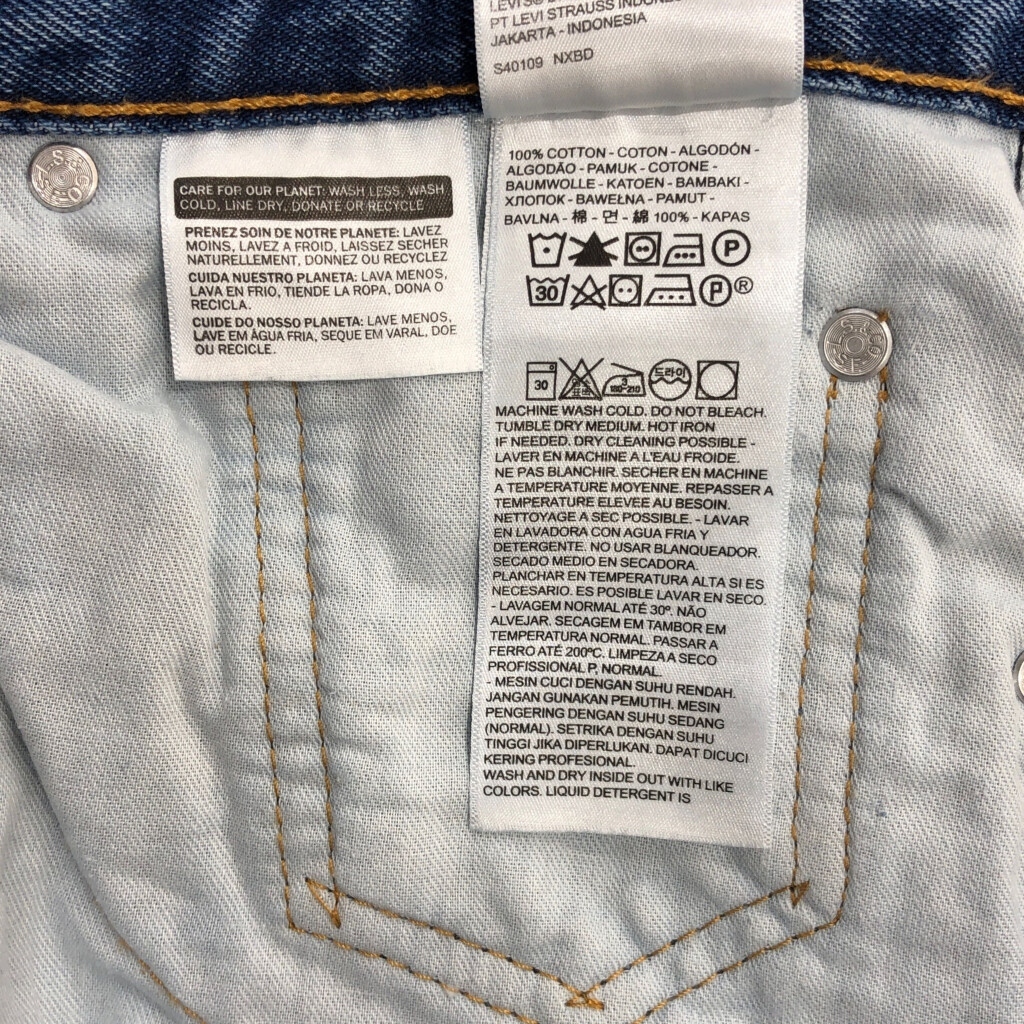 PT LEVI STRAUSS INDONES
JAKARTA - INDONESIA
S40109 NXBD
CARE FOR OUR PLANET: WASH LESS, WASH
COLD, LINE DRY, DONATE OR RECYCLE
PRENEZ SOIN DE NOTRE PLANETE: LAVEZ
MOINS, LAVEZ A FROID, LAISSEZ SECHER
NATURELLEMENT, DONNEZ OU RECYCLEZ
CUIDA NUESTRO PLANETA: LAVA MENOS,
LAVA EN FRIO, TIENDE LA ROPA, DONA O
RECICLA.
CUIDE DO NOSSO PLANETA: LAVE MENOS,
LAVE EM ÁGUA FRIA, SEQUE EM VARAL, DOE
OU RECICLE.
100% COTTON - COTON - ALGODÓN -
ALGODÃO - PAMUK - COTONE -
BAUMWOLLE - KATOEN - BAMBAKI -
ХЛОПОК - BAWEŁNA - PAMUT -
BAVLNA - 棉 - 면 - 綿 100% - KAPAS
P
30 P ®
30 3 180-210 드라이
MACHINE WASH COLD. DO NOT BLEACH.
TUMBLE DRY MEDIUM. HOT IRON
IF NEEDED. DRY CLEANING POSSIBLE -
LAVER EN MACHINE A L'EAU FROIDE.
NE PAS BLANCHIR. SECHER EN MACHINE
A TEMPERATURE MOYENNE. REPASSER A
TEMPERATURE ELEVEE AU BESOIN.
NETTOYAGE A SEC POSSIBLE. - LAVAR
EN LAVADORA CON AGUA FRIA Y
DETERGENTE. NO USAR BLANQUEADOR.
SECADO MEDIO EN SECADORA.
PLANCHAR EN TEMPERATURA ALTA SI ES
NECESARIO. ES POSIBLE LAVAR EN SECO.
- LAVAGEM NORMAL ATÉ 30º. NÃO
ALVEJAR. SECAGEM EM TAMBOR EM
TEMPERATURA NORMAL. PASSAR A
FERRO ATÉ 200ºC. LIMPEZA A SECO
PROFISSIONAL P, NORMAL.
- MESIN CUCI DENGAN SUHU RENDAH.
JANGAN GUNAKAN PEMUTIH. MESIN
PENGERING DENGAN SUHU SEDANG
(NORMAL). SETRIKA DENGAN SUHU
TINGGI JIKA DIPERLUKAN. DAPAT DICUCI
KERING PROFESIONAL.
WASH AND DRY INSIDE OUT WITH LIKE
COLORS. LIQUID DETERGENT IS